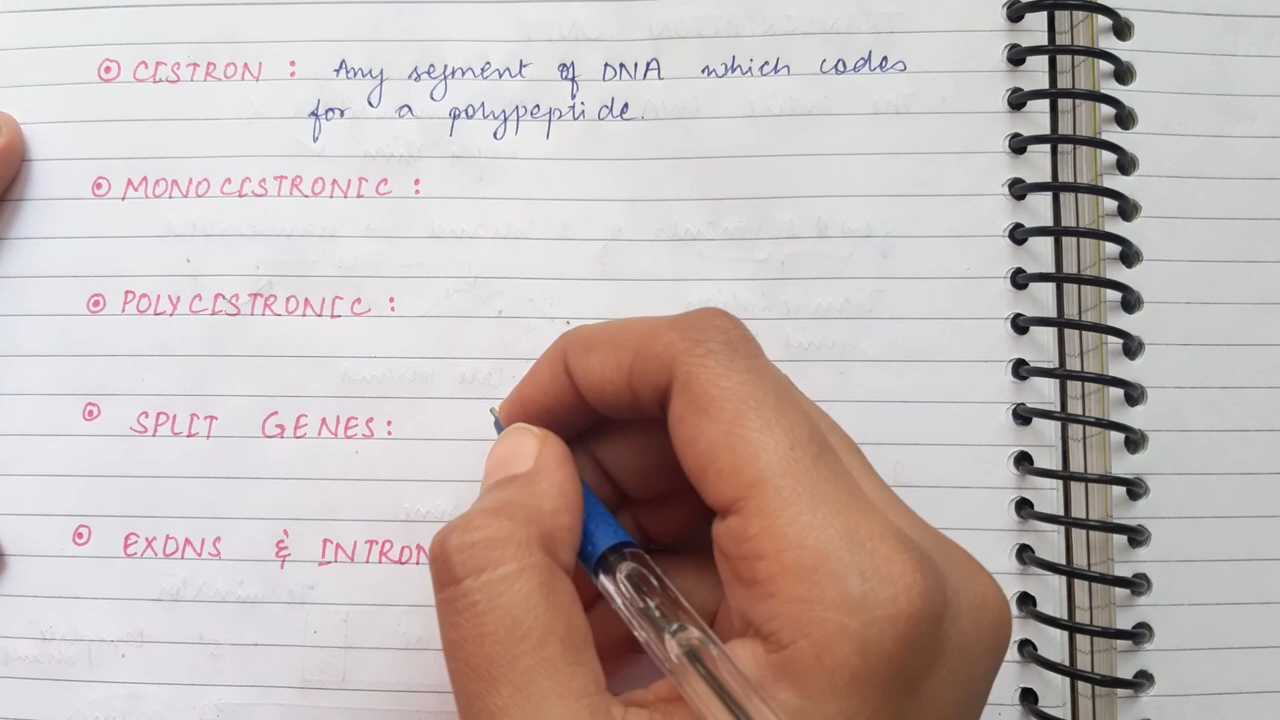 CISTRON : Any segment of DNA which codes
for a polypeptide.
MONOCISTRONIC :
POLYCISTRONIC :
SPLIT GENES:
EXONS & INTRON